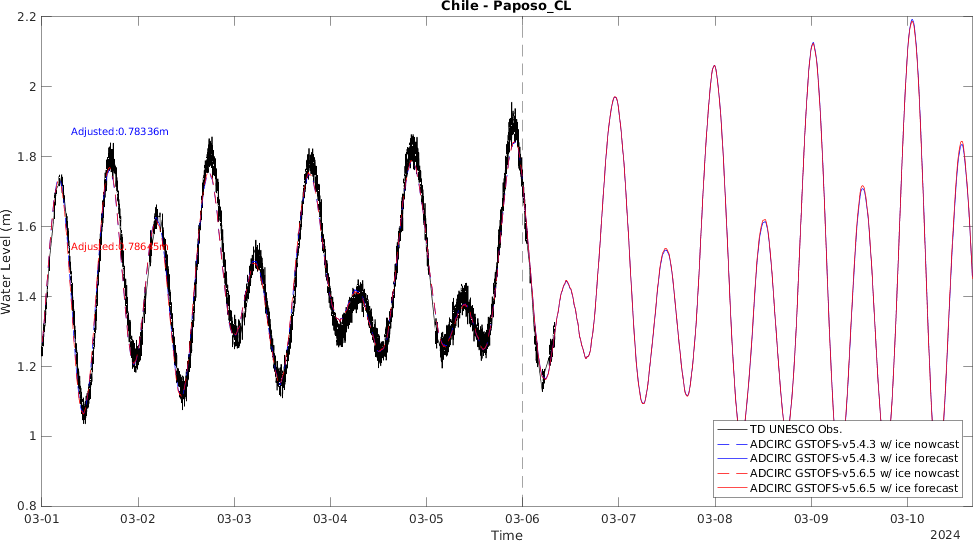 Chile - Paposo_CL
Water Level (m)
2.2
2
1.8
1.6
1.4
1.2
1
0.8
Adjusted:0.78336m
Adjusted:0.78645m
TD UNESCO Obs.
ADCIRC GSTOFS-v5.4.3 w/ ice nowcast
ADCIRC GSTOFS-v5.4.3 w/ ice forecast
ADCIRC GSTOFS-v5.6.5 w/ ice nowcast
ADCIRC GSTOFS-v5.6.5 w/ ice forecast
03-01 03-02 03-03 03-04 03-05 03-06 03-07 03-08 03-09 03-10
Time
2024